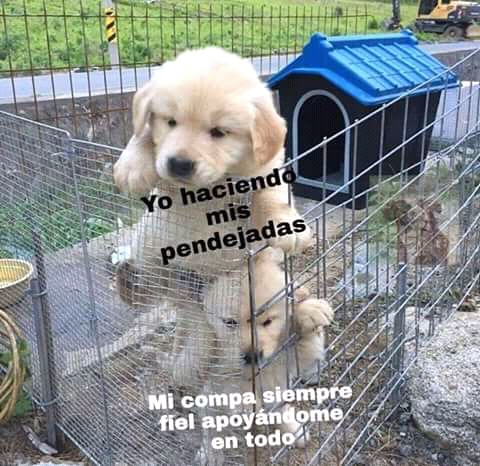 Yo haciendo
mis
pendejadas
Mi compa siempre
fiel apoyándome
en todo